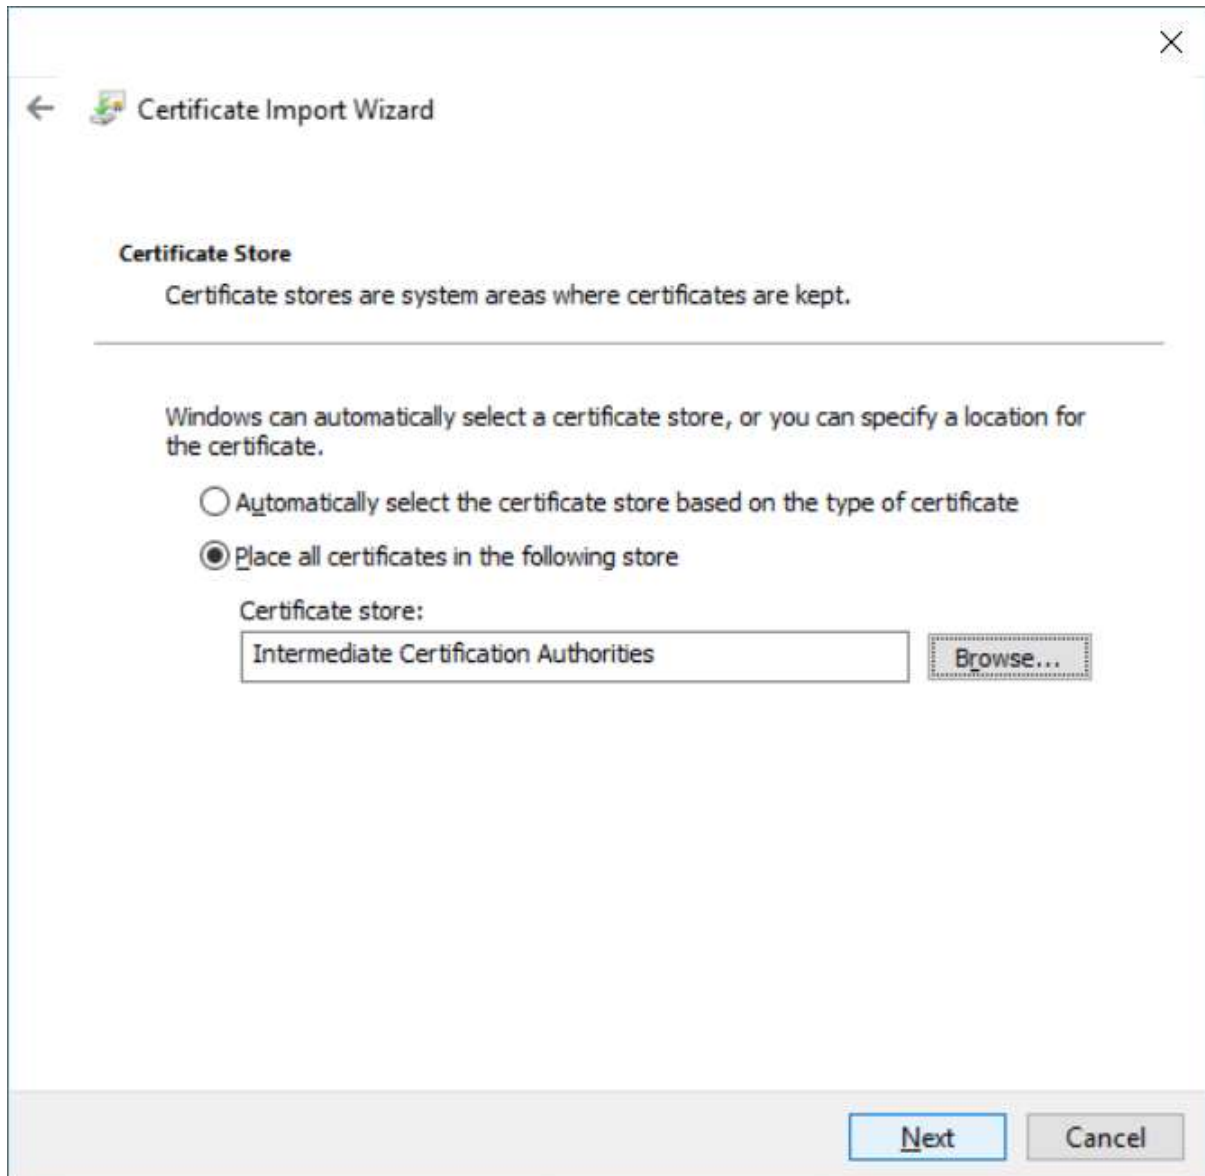 Certificate Import Wizard
Certificate Store
Certificate stores are system areas where certificates are kept.
Windows can automatically select a certificate store, or you can specify a location for
the certificate.
Automatically select the certificate store based on the type of certificate
Place all certificates in the following store
Certificate store:
Intermediate Certification Authorities
Browse...
Next
Cancel